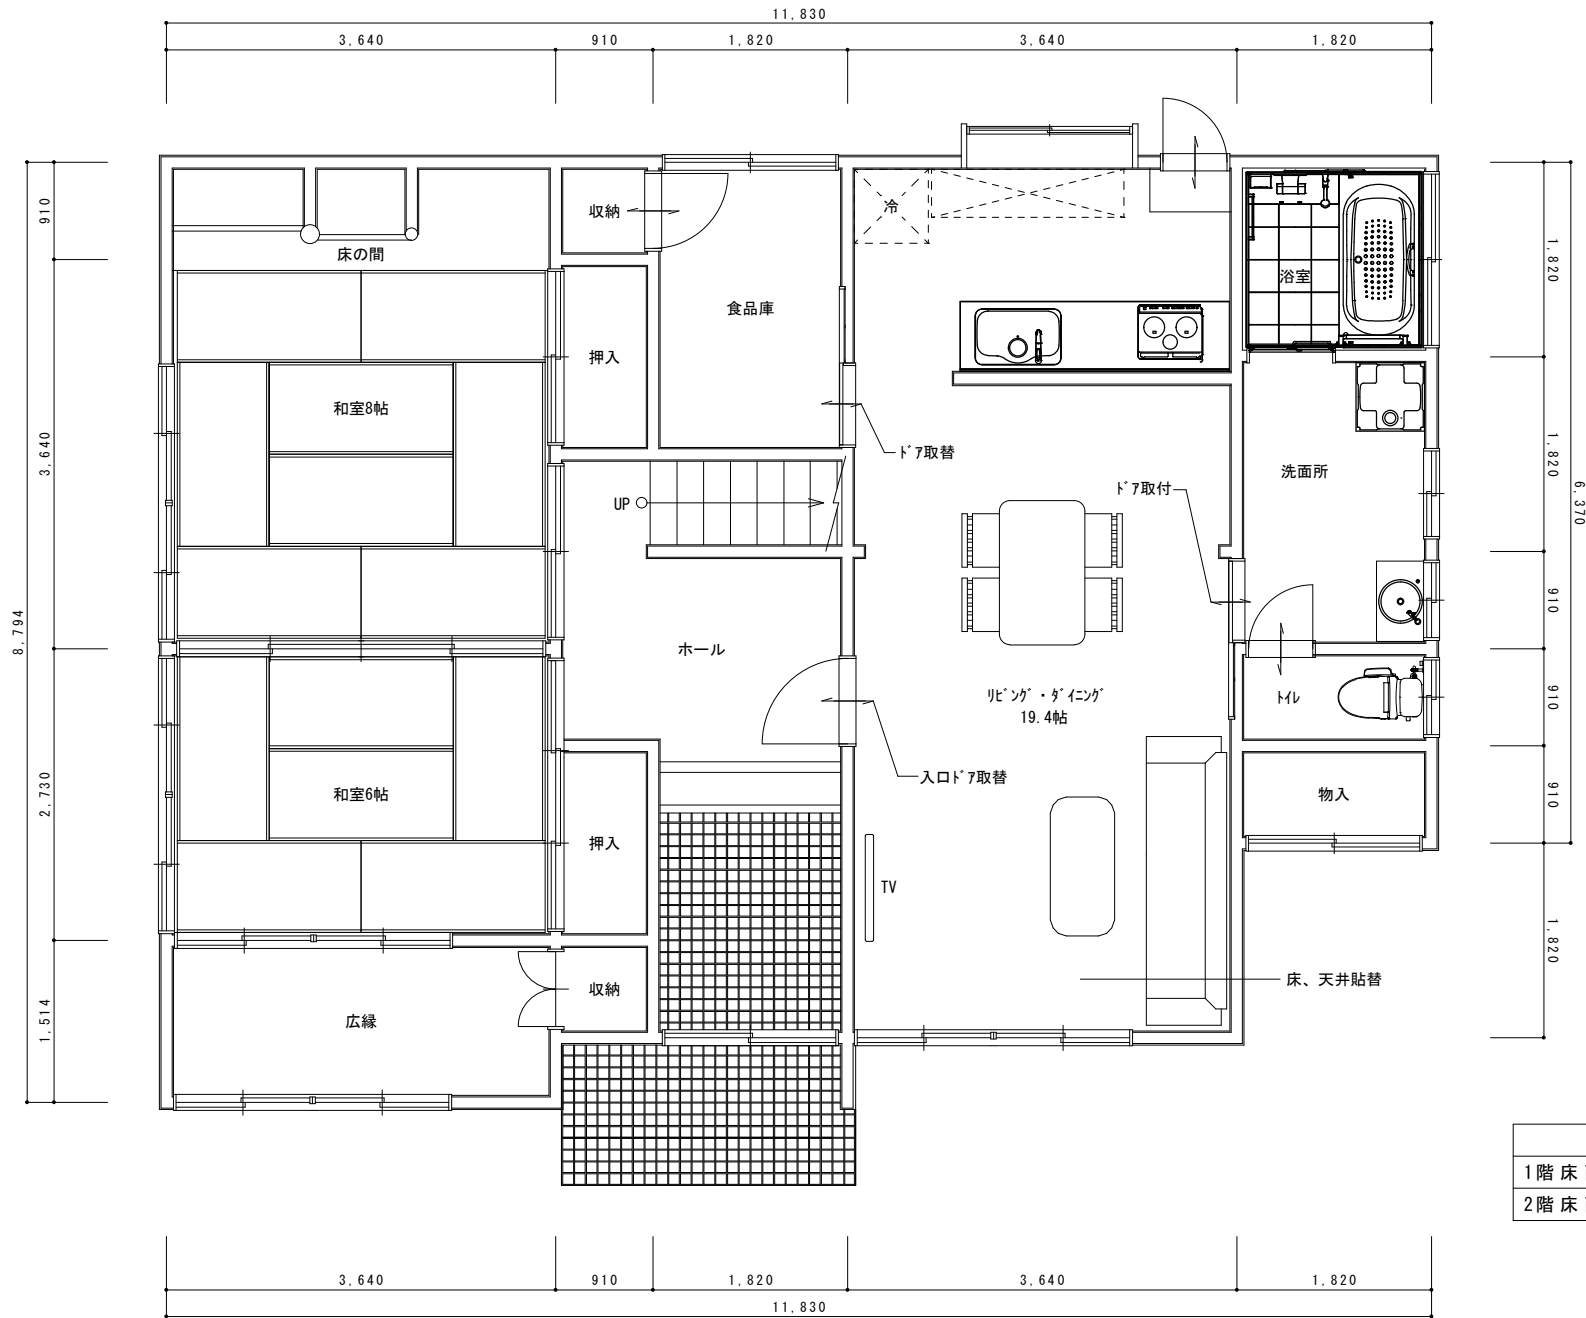 11,830
3,640
910
1,820
3,640
1,820
910
3,640
2,730
1,514
8,794
1,820
1,820
910
910
910
1,820
6,370
収納
冷
床の間
浴室
食品庫
押入
和室8帖
ドア取替
洗面所
ドア取付
UP
ホール
リビング・ダイニング
19.4帖
トイレ
入口ドア取替
和室6帖
物入
押入
TV
床、天井貼替
収納
広縁
1階床
2階床
3,640
910
1,820
3,640
1,820
11,830